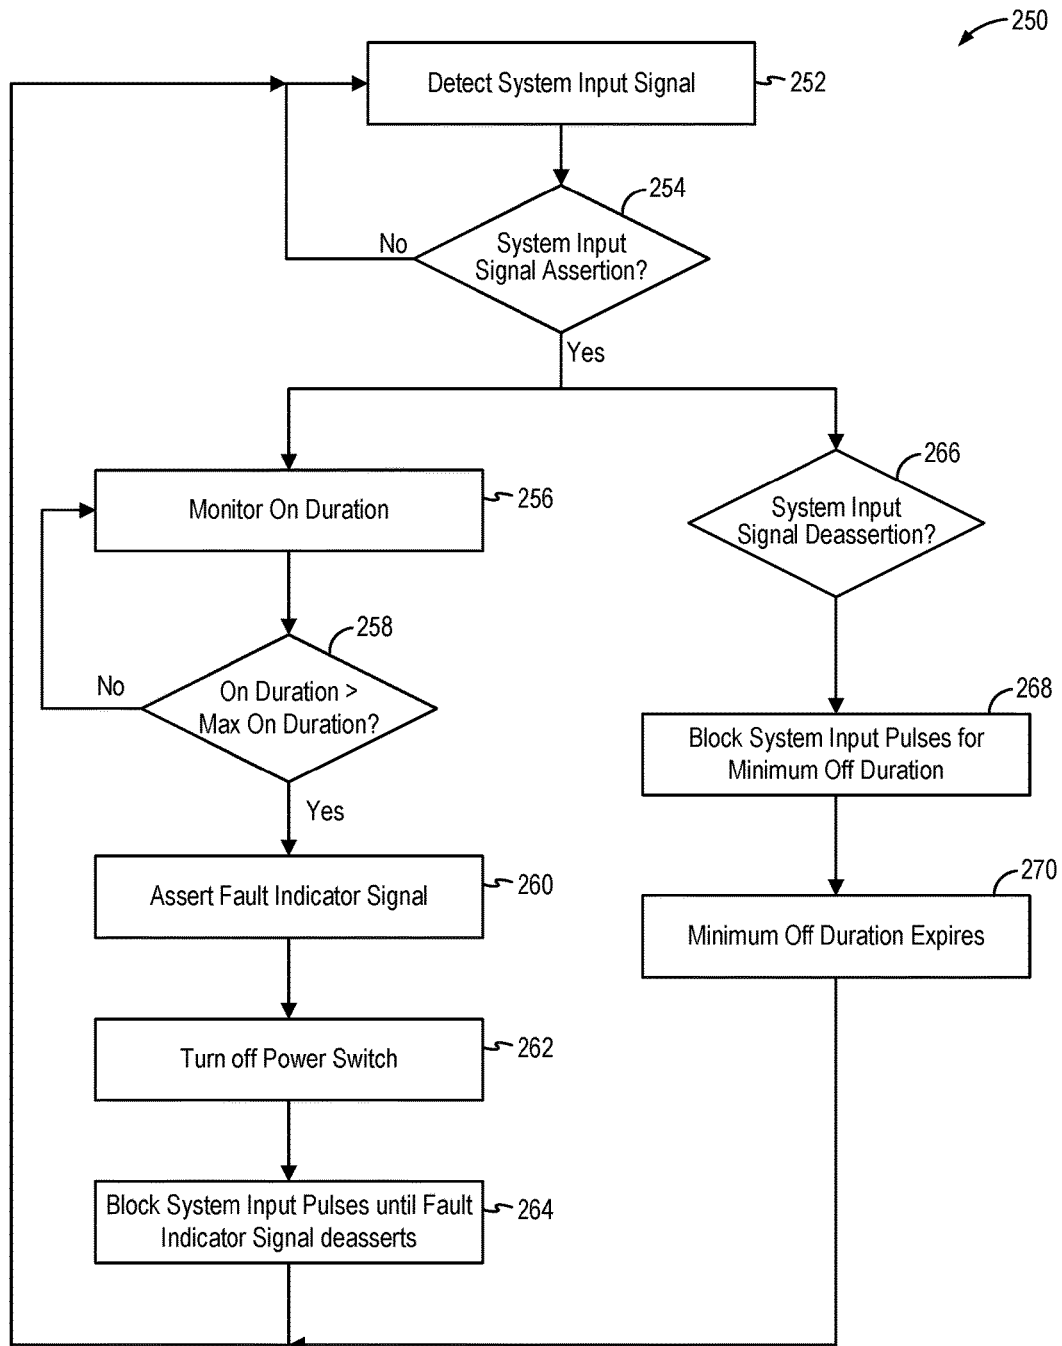 250
Detect System Input Signal
252
254
System Input
Signal Assertion?
No
Yes
Monitor On Duration
256
266
System Input
Signal Deassertion?
258
On Duration >
Max On Duration?
No
Yes
268
Block System Input Pulses for
Minimum Off Duration
Assert Fault Indicator Signal
260
270
Minimum Off Duration Expires
Turn off Power Switch
262
Block System Input Pulses until Fault
Indicator Signal deasserts
264